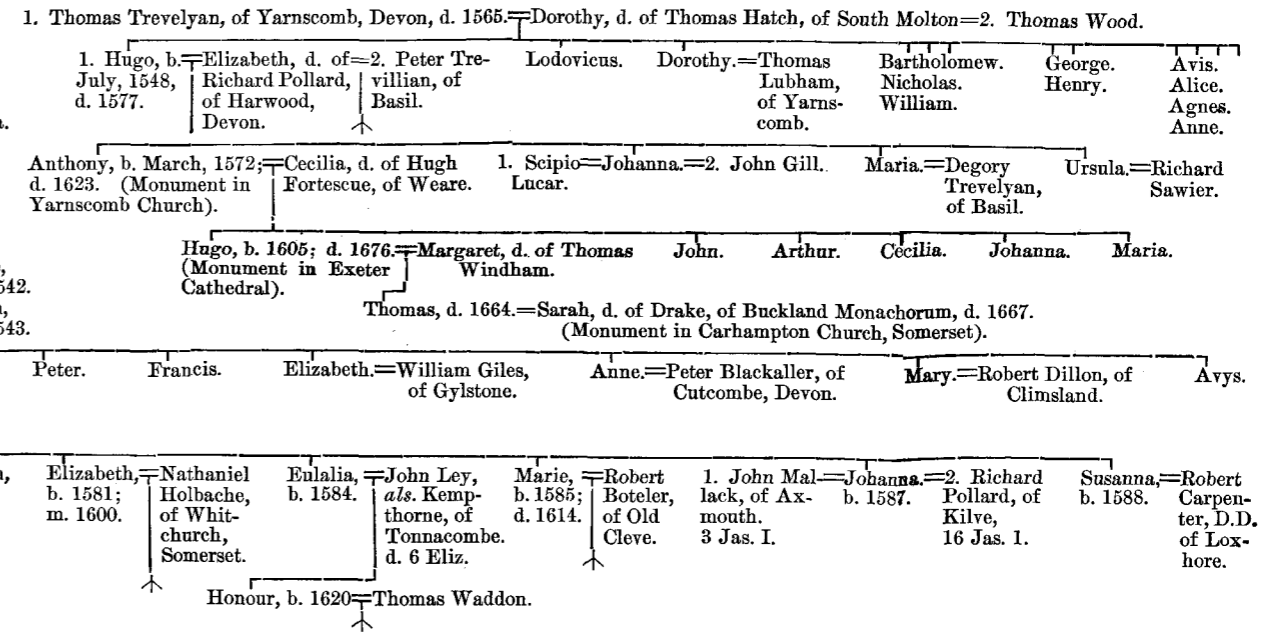 1. Thomas Trevelyan, of Yarnscomb, Devon, d. 1565.=Dorothy, d. of Thomas Hatch, of South Molton=2. Thomas Wood.
1. Hugo, b.=Elizabeth, d. of=2. Peter Tre- Lodovicus. Dorothy.=Thomas Bartholomew. George. Avis.
July, 1548, Richard Pollard, villian, of Lubham, Nicholas. Henry. Alice.
d. 1577. of Harwood, Basil. of Yarns- William. Agnes.
Devon. comb. Anne.
Anthony, b. March, 1572;=Cecilia, d. of Hugh 1. Scipio=Johanna.=2. John Gill. Maria.=Degory Ursula.=Richard
d. 1623. (Monument in Fortescue, of Weare. Lucar. Trevelyan, Sawier.
Yarnscomb Church). of Basil.
Hugo, b. 1605; d. 1676.=Margaret, d. of Thomas John. Arthur. Cecilia. Johanna. Maria.
(Monument in Exeter Windham.
Cathedral).
542.
Thomas, d. 1664.=Sarah, d. of Drake, of Buckland Monachorum, d. 1667.
543. (Monument in Carhampton Church, Somerset).
Peter. Francis. Elizabeth.=William Giles, Anne.=Peter Blackaller, of Mary.=Robert Dillon, of Avys.
of Gylstone. Cutcombe, Devon. Climsland.
Elizabeth,=Nathaniel Eulalia,=John Ley, Marie,=Robert 1. John Mal-=Johanna.=2. Richard Susanna,=Robert
b. 1581; Holbache, b. 1584. als. Kemp- b. 1585; Boteler, lack, of Ax- b. 1587. Pollard, of b. 1588. Carpen-
m. 1600. of Whit- thorne, of d. 1614. of Old mouth. Kilve, ter, D.D.
church, Tonnacombe. Cleve. 3 Jas. I. 16 Jas. 1. of Lox-
Somerset. d. 6 Eliz. hore.
Honour, b. 1620=Thomas Waddon.